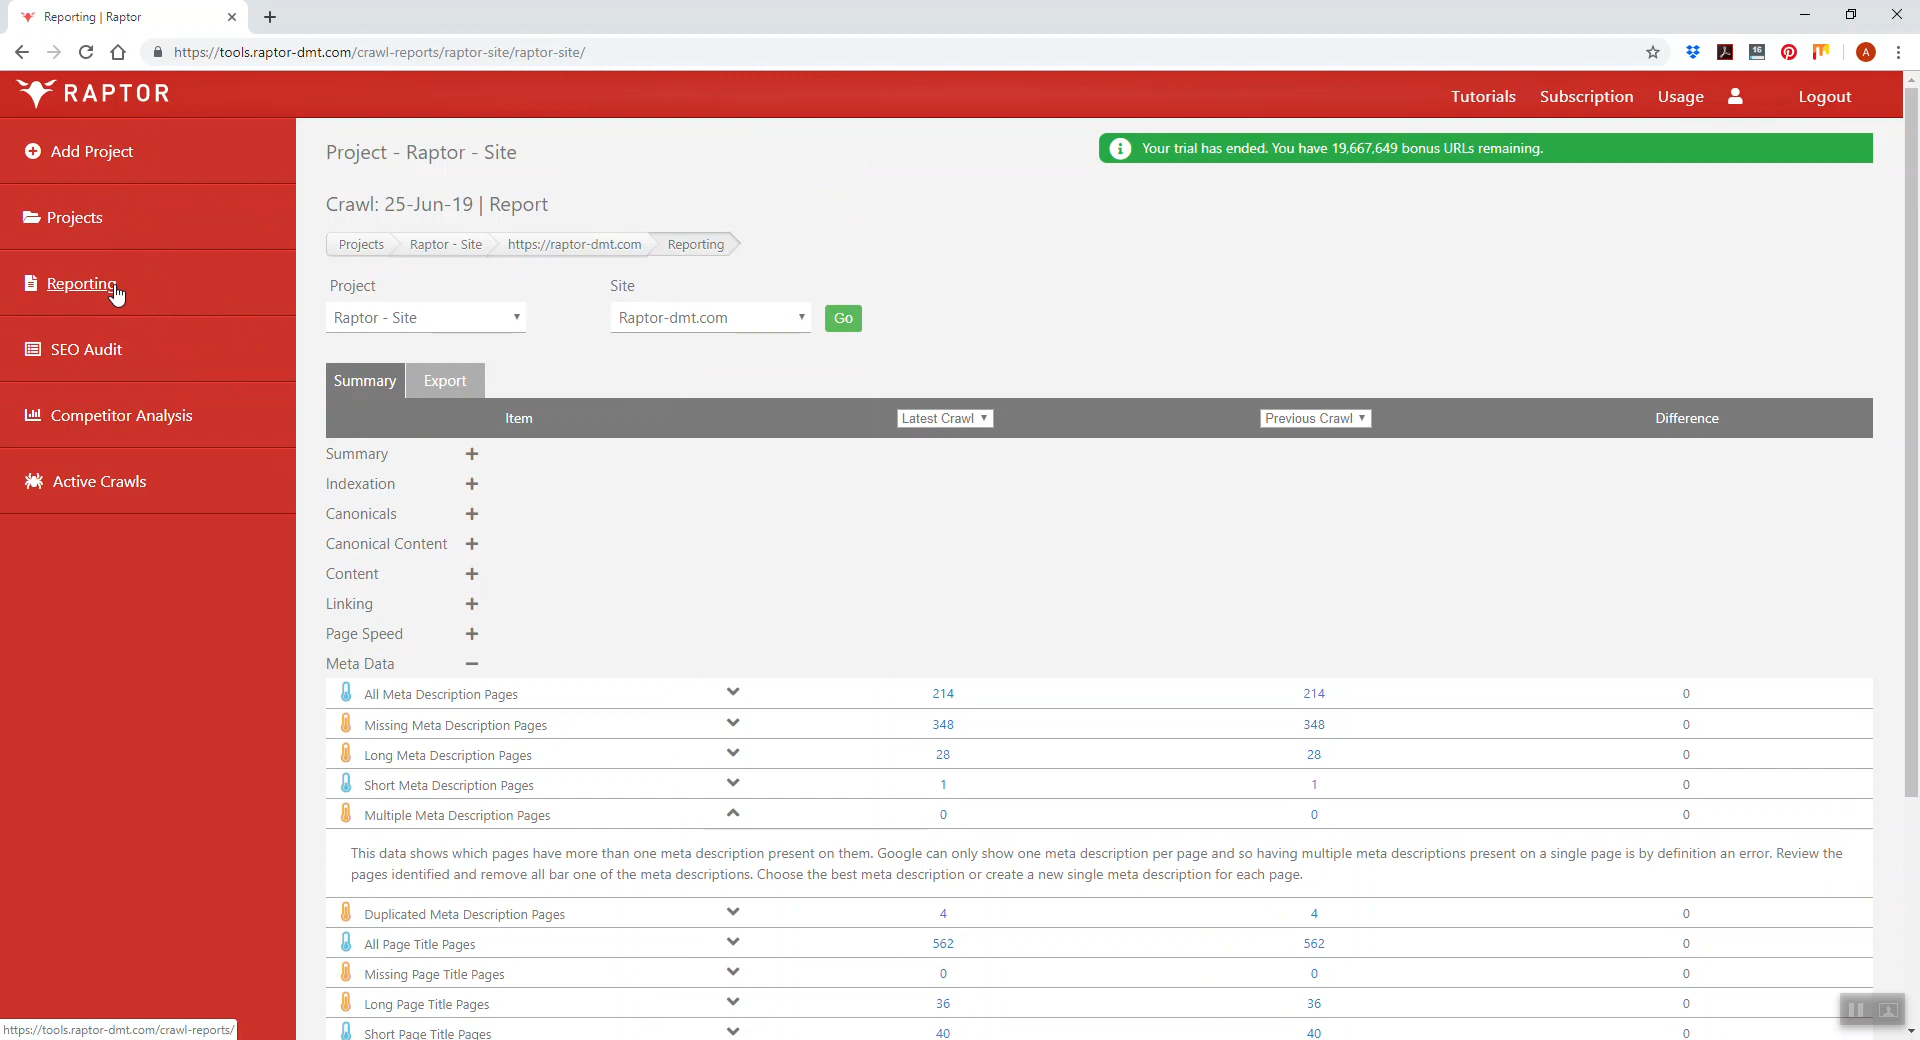 Reporting | Raptor
https://tools.raptor-dmt.com/crawl-reports/raptor-site/raptor-site/
16
A
RAPTOR
Tutorials Subscription Usage Logout
Add Project
Projects
Reporting
SEO Audit
Competitor Analysis
Active Crawls
Project - Raptor - Site
Your trial has ended. You have 19,667,649 bonus URLs remaining.
Crawl: 25-Jun-19 | Report
Projects Raptor - Site https://raptor-dmt.com Reporting
Project Site
Raptor - Site Raptor-dmt.com Go
Summary Export
Item Latest Crawl Previous Crawl Difference
Summary
Indexation
Canonicals
Canonical Content
Content
Linking
Page Speed
Meta Data
All Meta Description Pages 214 214 0
Missing Meta Description Pages 348 348 0
Long Meta Description Pages 28 28 0
Short Meta Description Pages 1 1 0
Multiple Meta Description Pages 0 0 0
This data shows which pages have more than one meta description present on them. Google can only show one meta description per page and so having multiple meta descriptions present on a single page is by definition an error. Review the
pages identified and remove all bar one of the meta descriptions. Choose the best meta description or create a new single meta description for each page.
Duplicated Meta Description Pages 4 4 0
All Page Title Pages 562 562 0
Missing Page Title Pages 0 0 0
Long Page Title Pages 36 36 0
Short Page Title Pages 40 40 0
https://tools.raptor-dmt.com/crawl-reports/